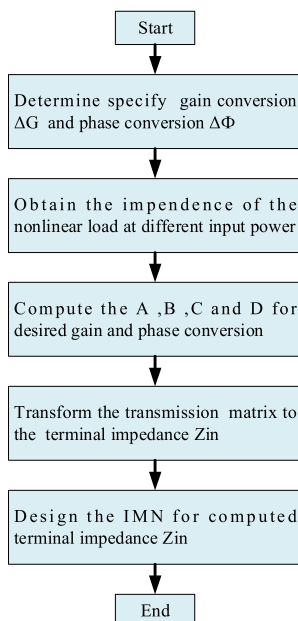 Start
Determine specify gain conversion
ΔG and phase conversion ΔΦ
Obtain the impendence of the
nonlinear load at different input power
Compute the A ,B ,C and D for
desired gain and phase conversion
Transform the transmission matrix to
the terminal impedance Zin
Design the IMN for computed
terminal impedance Zin
End